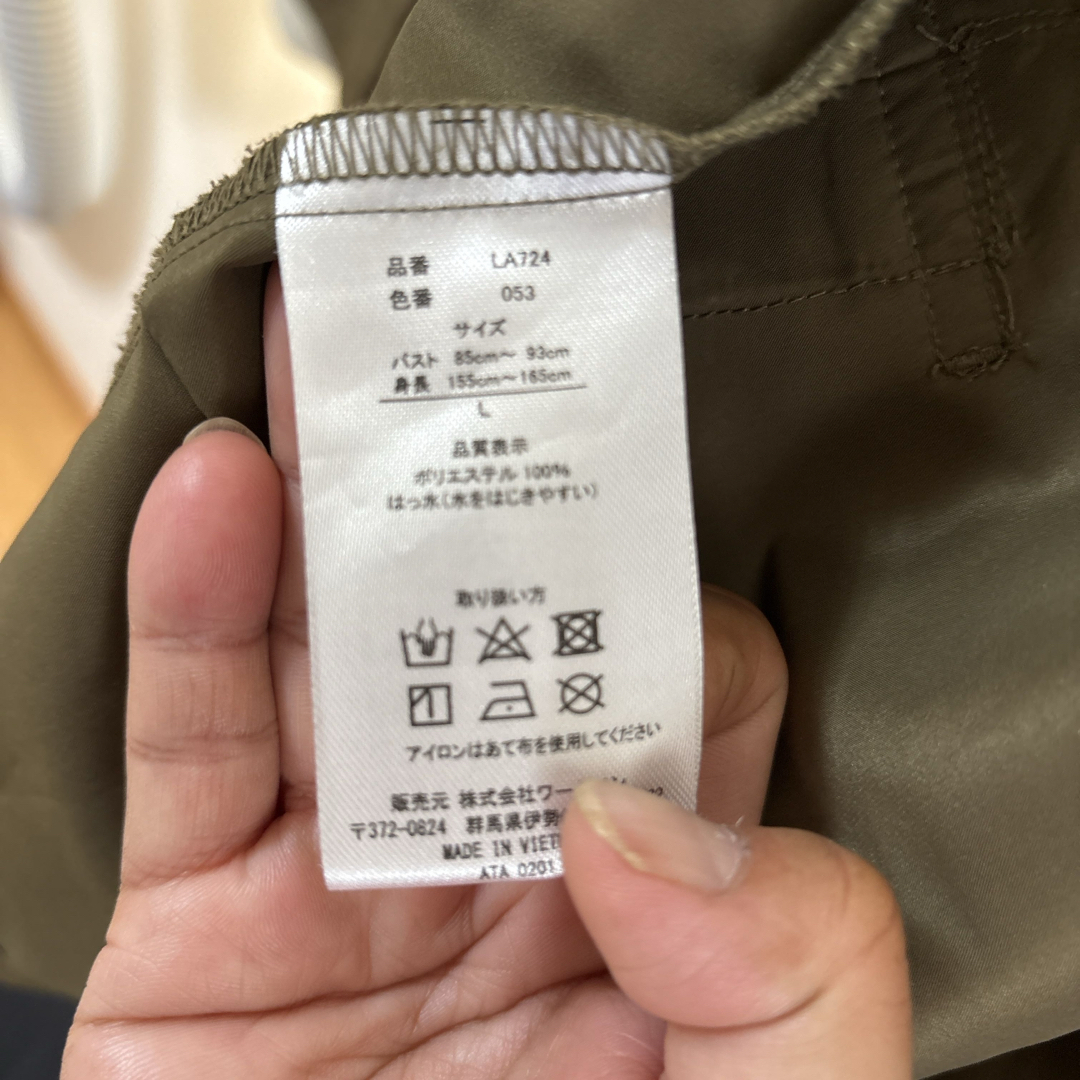 品番 LA724
色番 053
サイズ
バスト 85cm～ 93cm
身長 155cm～165cm
L
品質表示
ポリエステル 100%
はっ水(水をはじきやすい)
取り扱い方
アイロンはあて布を使用してください
販売元 株式会社ワー
〒372-0824 群馬県伊勢
MADE IN VIET
ATA 0201